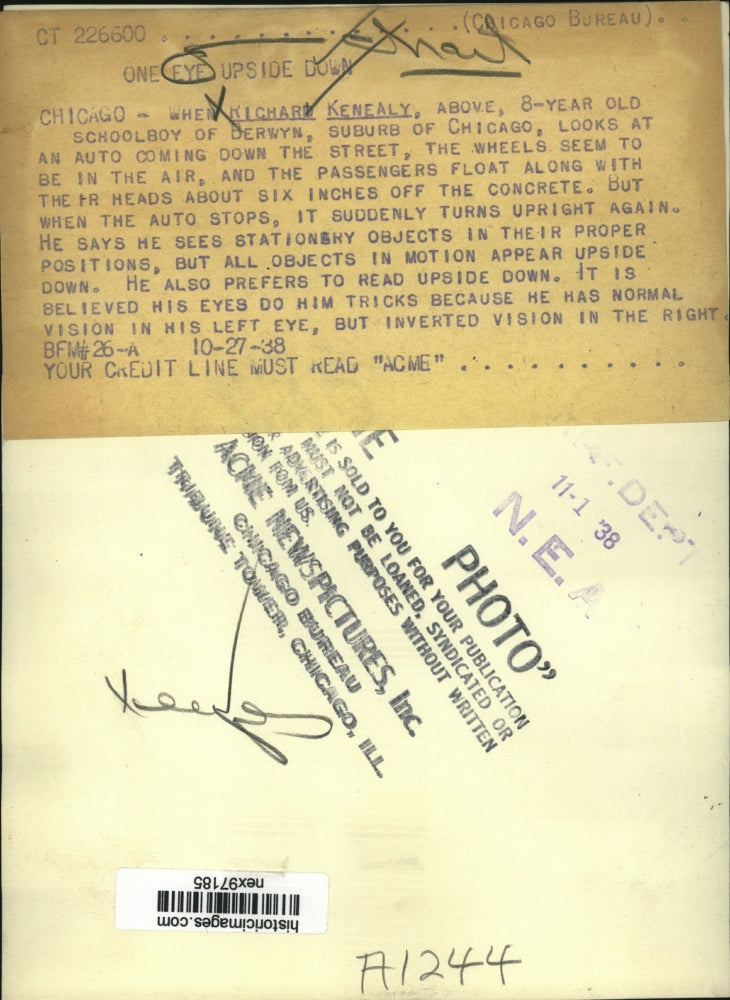 CT 226600 . . . . . . . . . . (CHICAGO BUREAU). .
ONE EYE UPSIDE DOWN
CHICAGO - WHEN RICHARD KENEALY, ABOVE, 8-YEAR OLD
SCHOOLBOY OF BERWYN, SUBURB OF CHICAGO, LOOKS AT
AN AUTO COMING DOWN THE STREET, THE WHEELS SEEM TO
BE IN THE AIR, AND THE PASSENGERS FLOAT ALONG WITH
THEIR HEADS ABOUT SIX INCHES OFF THE CONCRETE. BUT
WHEN THE AUTO STOPS, IT SUDDENLY TURNS UPRIGHT AGAIN.
HE SAYS HE SEES STATIONARY OBJECTS IN THEIR PROPER
POSITIONS, BUT ALL OBJECTS IN MOTION APPEAR UPSIDE
DOWN. HE ALSO PREFERS TO READ UPSIDE DOWN. IT IS
BELIEVED HIS EYES DO HIM TRICKS BECAUSE HE HAS NORMAL
VISION IN HIS LEFT EYE, BUT INVERTED VISION IN THE RIGHT.
BFM#26-A 10-27-38
YOUR CREDIT LINE MUST READ "ACME" . . . . . . . . . . .
PHOTO"
IS SOLD TO YOU FOR YOUR PUBLICATION
MUST NOT BE LOANED, SYNDICATED OR
ADVERTISING PURPOSES WITHOUT WRITTEN
FOM US.
ACME NEWSPICTURES, Inc.
CHICAGO BUREAU
TRIBUNE TOWER, CHICAGO, ILL.
11-1 '38
N. E. A
Kenealy
historicimages.com
nex97185
A1244